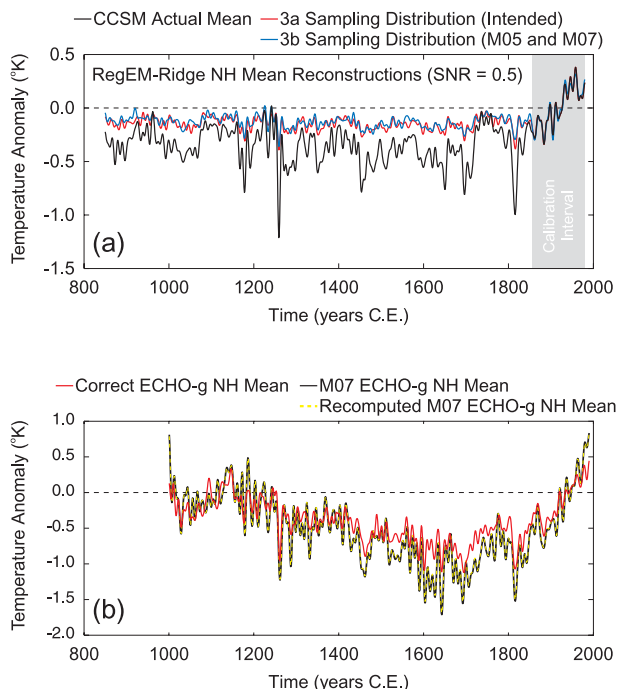 CCSM Actual Mean
3a Sampling Distribution (Intended)
3b Sampling Distribution (M05 and M07)
RegEM-Ridge NH Mean Reconstructions (SNR = 0.5)
Temperature Anomaly (°K)
0.5
0.0
-0.5
-1.0
-1.5
(a)
Calibration
Interval
800 1000 1200 1400 1600 1800 2000
Time (years C.E.)
Correct ECHO-g NH Mean
M07 ECHO-g NH Mean
Recomputed M07 ECHO-g NH Mean
Temperature Anomaly (°K)
1.0
0.5
0.0
-0.5
-1.0
-1.5
-2.0
(b)
800 1000 1200 1400 1600 1800 2000
Time (years C.E.)